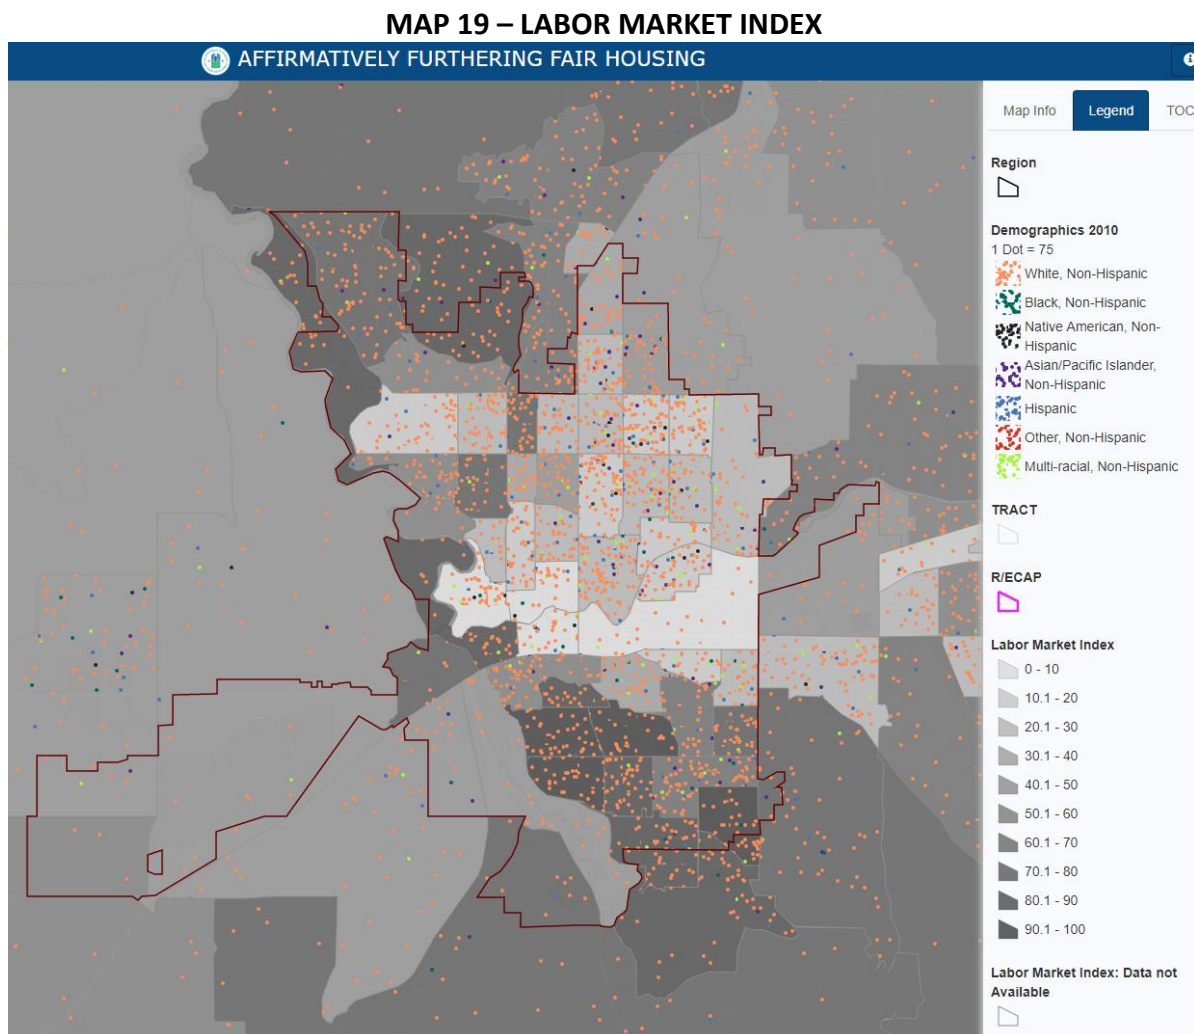 MAP 19 – LABOR MARKET INDEX
AFFIRMATIVELY FURTHERING FAIR HOUSING
Map Info
Legend
TOC
Region
Demographics 2010
1 Dot = 75
White, Non-Hispanic
Black, Non-Hispanic
Native American, Non-
Hispanic
Asian/Pacific Islander,
Non-Hispanic
Hispanic
Other, Non-Hispanic
Multi-racial, Non-Hispanic
TRACT
R/ECAP
Labor Market Index
0 - 10
10.1 - 20
20.1 - 30
30.1 - 40
40.1 - 50
50.1 - 60
60.1 - 70
70.1 - 80
80.1 - 90
90.1 - 100
Labor Market Index: Data not
Available